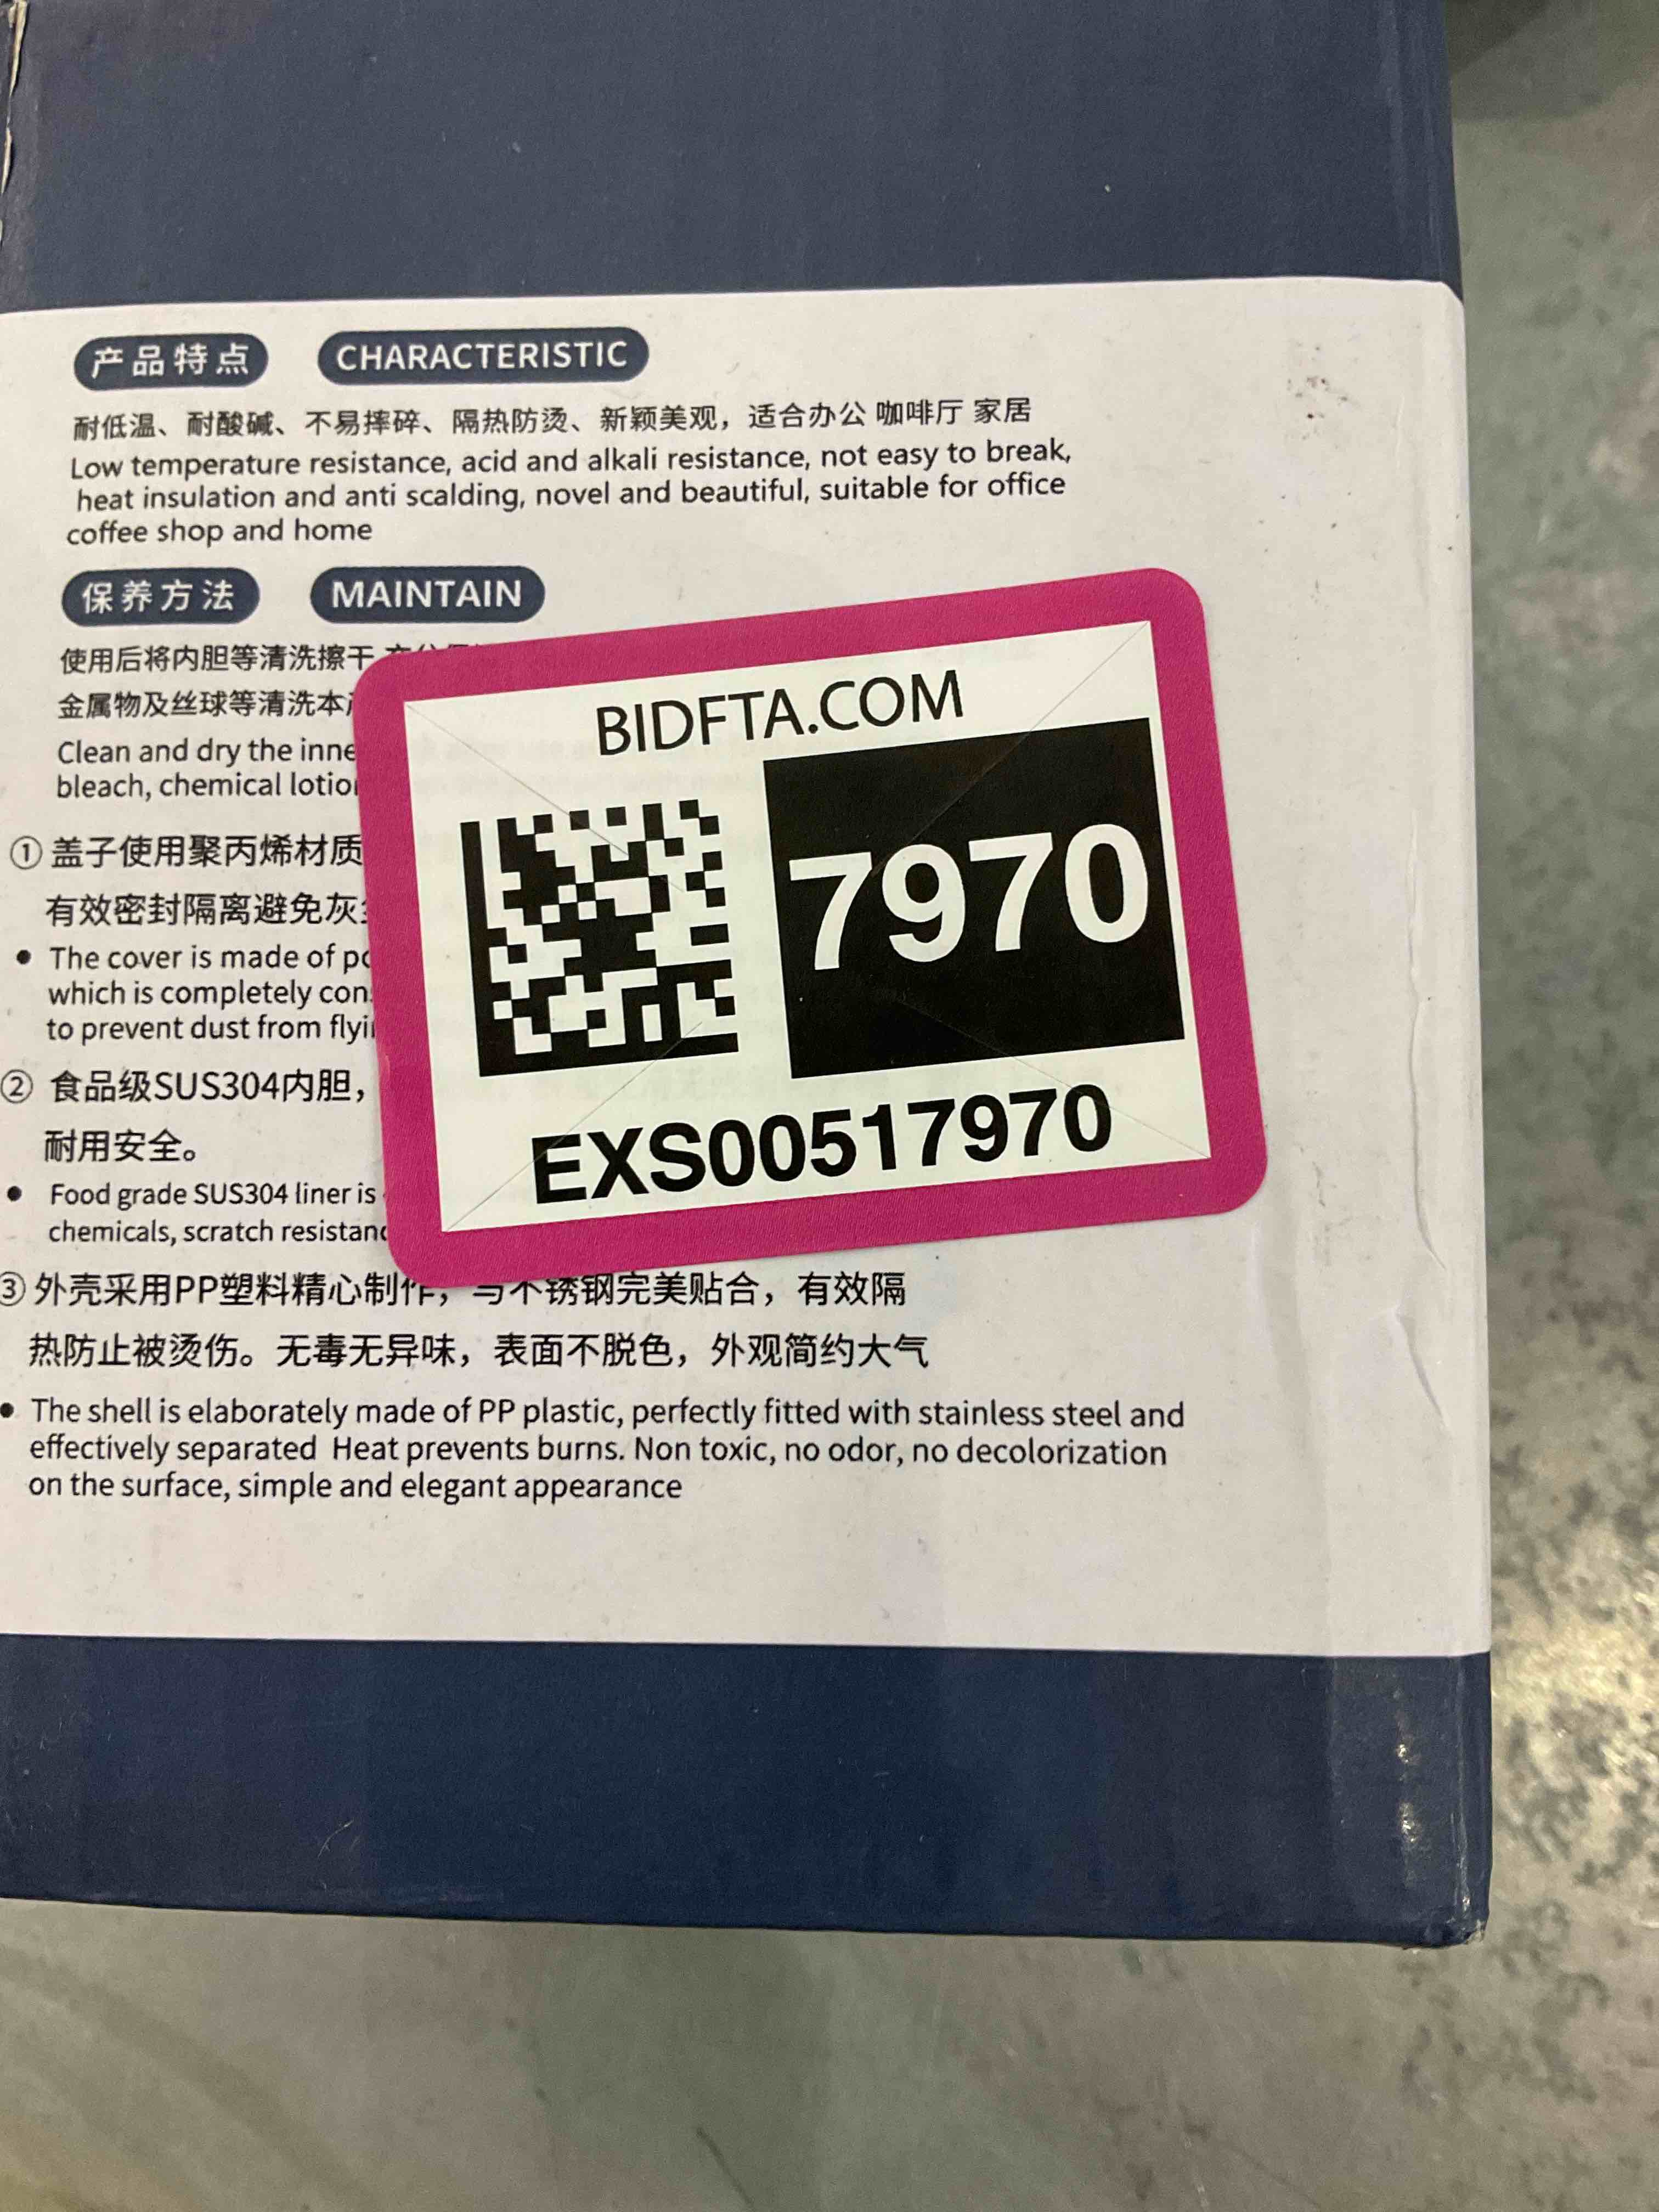 产品特点 CHARACTERISTIC
耐低温、耐酸碱、不易摔碎、隔热防烫、新颖美观，适合办公 咖啡厅 家居
Low temperature resistance, acid and alkali resistance, not easy to break,
heat insulation and anti scalding, novel and beautiful, suitable for office
coffee shop and home
保养方法 MAINTAIN
使用后将内胆等清洗擦干
金属物及丝球等清洗本
Clean and dry the inne
bleach, chemical lotio
① 盖子使用聚丙烯材质
有效密封隔离避免灰
• The cover is made of
which is completely con
to prevent dust from flyi
② 食品级SUS304内胆，
耐用安全。
• Food grade SUS304 liner is
chemicals, scratch resistan
BIDFTA.COM
7970
EXS00517970
③ 外壳采用PP塑料精心制作，与不锈钢完美贴合，有效隔
热防止被烫伤。无毒无异味，表面不脱色，外观简约大气
• The shell is elaborately made of PP plastic, perfectly fitted with stainless steel and
effectively separated Heat prevents burns. Non toxic, no odor, no decolorization
on the surface, simple and elegant appearance